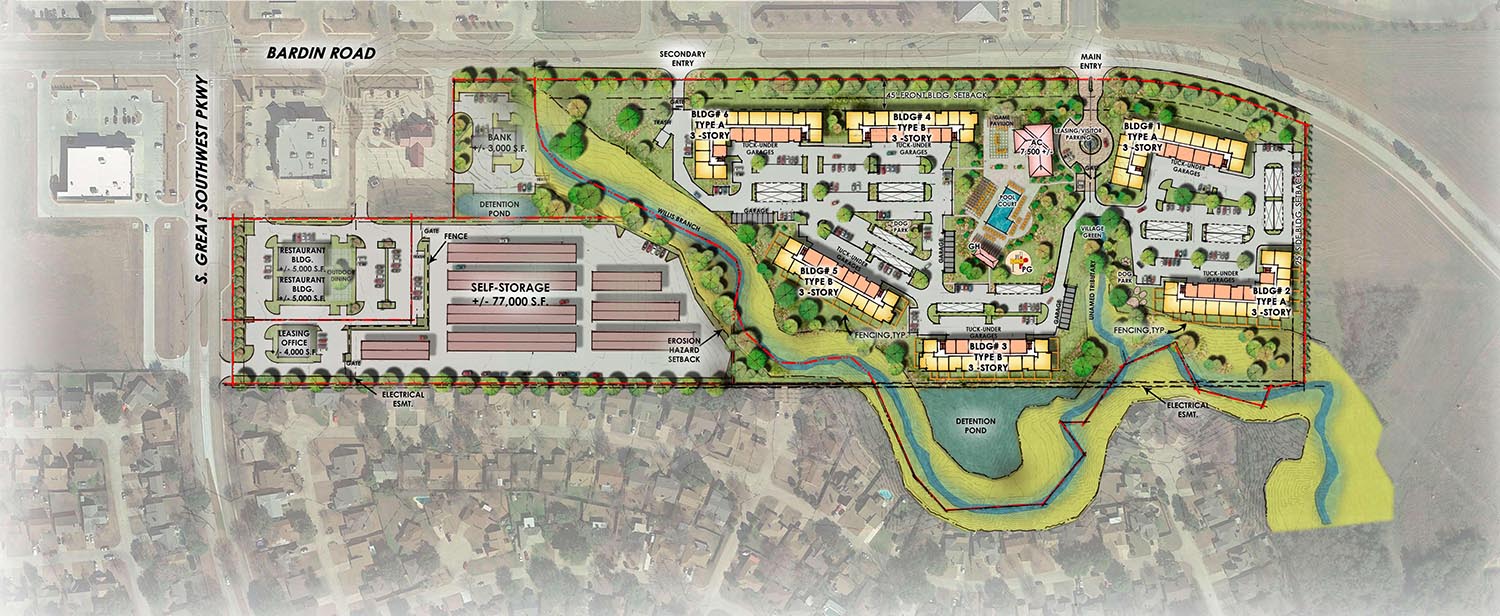 BARDIN ROAD
S. GREAT SOUTHWEST PKWY
SECONDARY
ENTRY
MAIN
ENTRY
GATE
TRASH
45' FRONT BLDG. SETBACK
BANK
+/- 3,000 S.F.
DETENTION
POND
WILLIS BRANCH
BLDG# 6
TYPE A
3 -STORY
TUCK-UNDER
GARAGES
BLDG# 4
TYPE B
3 -STORY
TUCK-UNDER
GARAGES
GAME
PAVILION
AC
LEASING/VISITOR
PARKING
BLDG# 1
TYPE A
3 -STORY
TUCK-UNDER
GARAGES
SIDE BLDG. SETBACK
POOL
COURT
GARAGE
DOG
PARK
GARAGE
GH
PG
VILLAGE
GREEN
DOG
PARK
TUCK-UNDER
GARAGES
BLDG# 2
TYPE A
3 -STORY
TUCK-UNDER
GARAGES
BLDG# 5
TYPE B
3 -STORY
GARAGE
FENCING,TYP.
FENCING,TYP.
TUCK-UNDER
GARAGES
BLDG# 3
TYPE B
3 -STORY
GATE
FENCE
RESTAURANT
BLDG.
+/- 5,000 S.F.
OUTDOOR
DINING
RESTAURANT
BLDG.
+/- 5,000 S.F.
SELF-STORAGE
+/- 77,000 S.F.
LEASING
OFFICE
+/- 4,000 S.F.
GATE
EROSION
HAZARD
SETBACK
ELECTRICAL
ESMT.
ELECTRICAL
ESMT.
DETENTION
POND